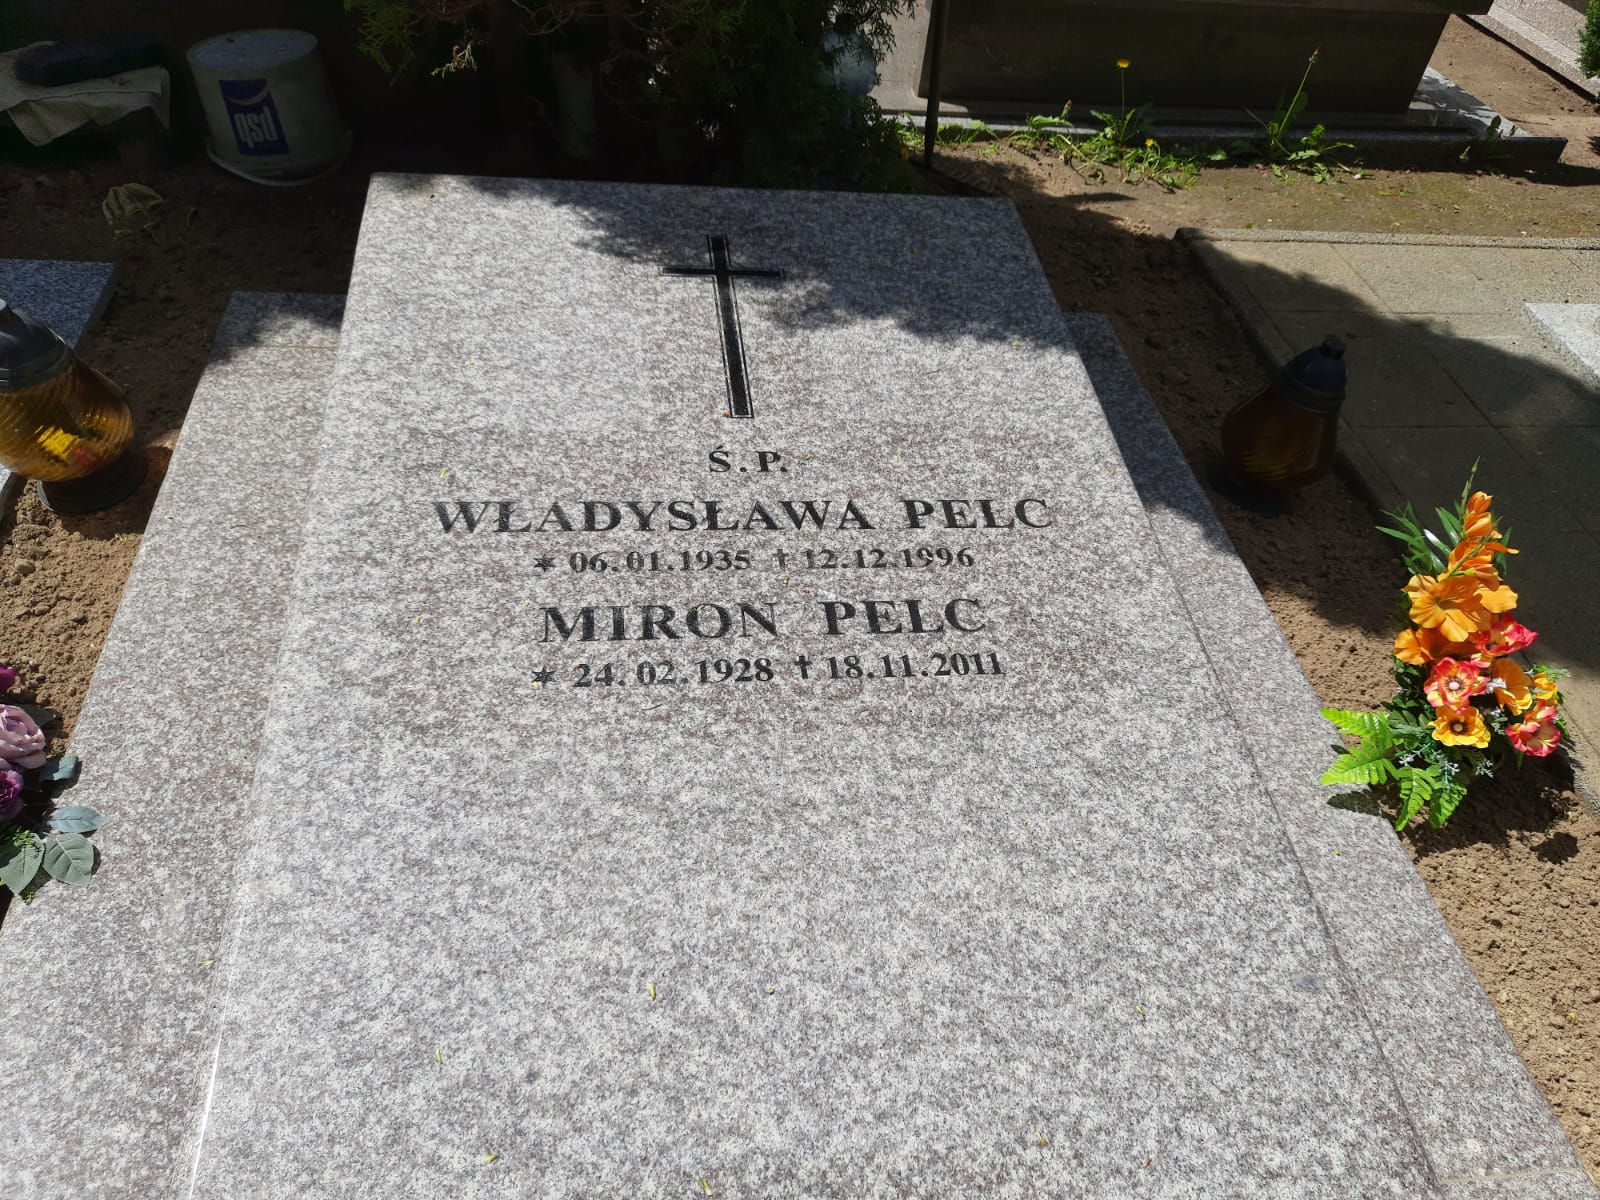 Ś.P.
WŁADYSŁAWA PELC
* 06.01.1935 † 12.12.1996
MIRON PELC
* 24.02.1928 † 18.11.2011